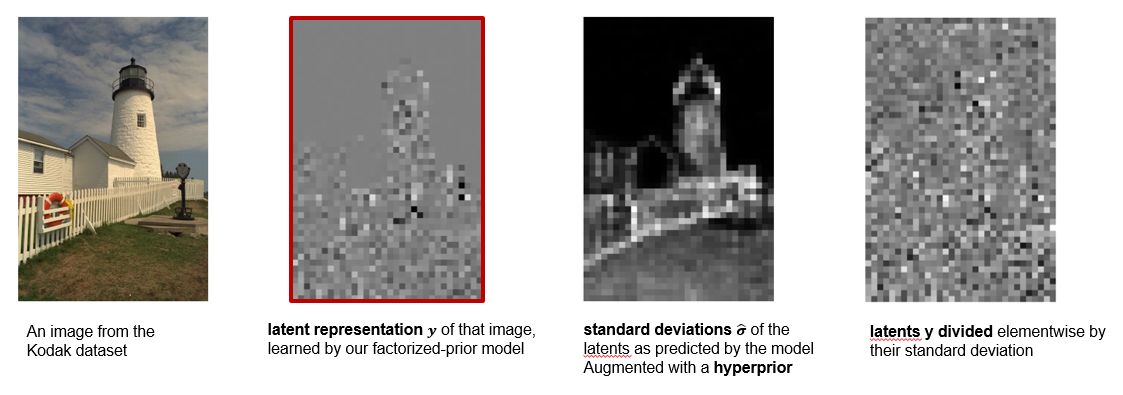 An image from the
Kodak dataset
latent representation 𝒚 of that image,
learned by our factorized-prior model
standard deviations 𝝈̂ of the
latents as predicted by the model
Augmented with a hyperprior
latents y divided elementwise by
their standard deviation